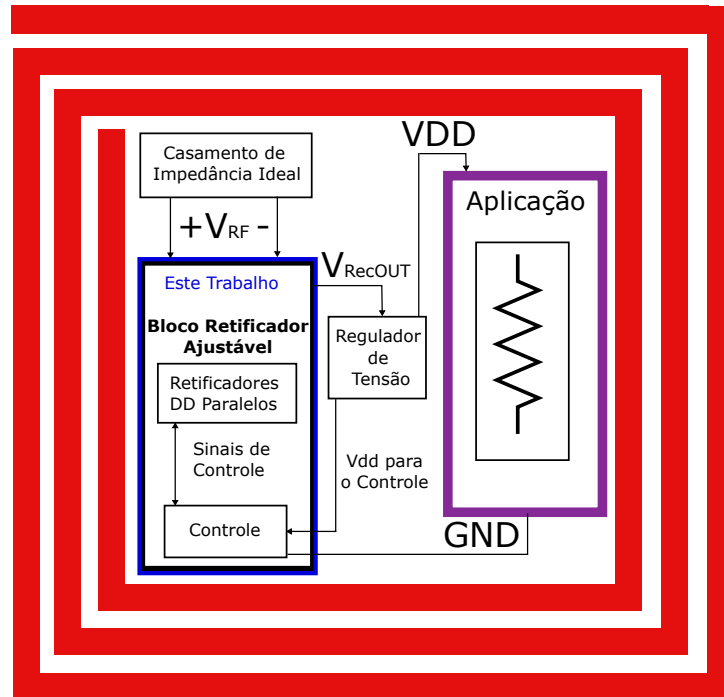 VDD
Casamento de
Impedância Ideal
+VRF -
Aplicação
VRecOUT
Este Trabalho
Bloco Retificador
Ajustável
Regulador
de
Tensão
Retificadores
DD Paralelos
Sinais de
Controle
Vdd para
o Controle
Controle
GND